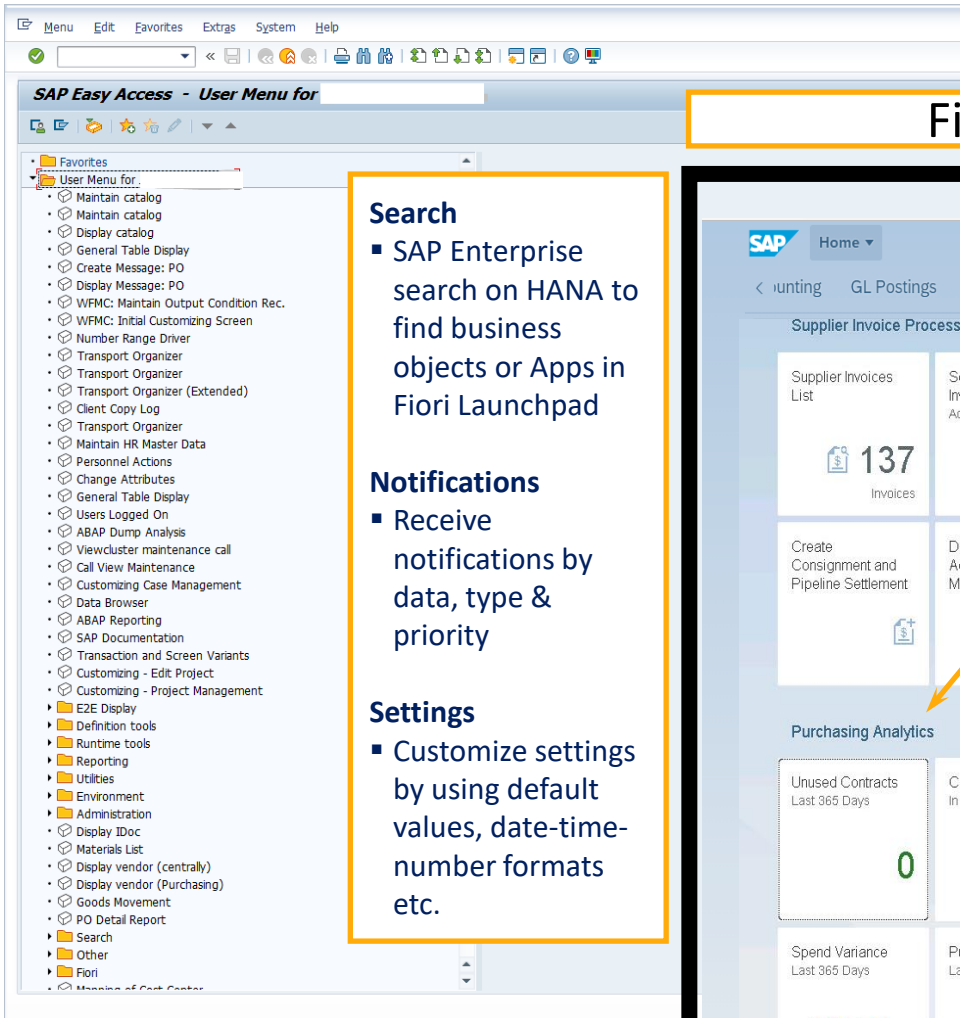 Menu Edit Favorites Extras System Help
SAP Easy Access - User Menu for
Favorites
User Menu for
Maintain catalog
Maintain catalog
Display catalog
General Table Display
Create Message: PO
Display Message: PO
WFMC: Maintain Output Condition Rec.
WFMC: Initial Customizing Screen
Number Range Driver
Transport Organizer
Transport Organizer
Transport Organizer (Extended)
Client Copy Log
Transport Organizer
Maintain HR Master Data
Personnel Actions
Change Attributes
General Table Display
Users Logged On
ABAP Dump Analysis
Viewcluster maintenance call
Call View Maintenance
Customizing Case Management
Data Browser
ABAP Reporting
SAP Documentation
Transaction and Screen Variants
Customizing - Edit Project
Customizing - Project Management
E2E Display
Definition tools
Runtime tools
Reporting
Utilities
Environment
Administration
Display IDoc
Materials List
Display vendor (centrally)
Display vendor (Purchasing)
Goods Movement
PO Detail Report
Search
Other
Fiori
Search
▪ SAP Enterprise
search on HANA to
find business
objects or Apps in
Fiori Launchpad
Notifications
▪ Receive
notifications by
data, type &
priority
Settings
▪ Customize settings
by using default
values, date-time-
number formats
etc.
Fi
SAP Home
unting GL Postings
Supplier Invoice Process
Supplier Invoices
List
137
Invoices
Create
Consignment and
Pipeline Settlement
Purchasing Analytics
Unused Contracts
Last 365 Days
0
Spend Variance
Last 365 Days